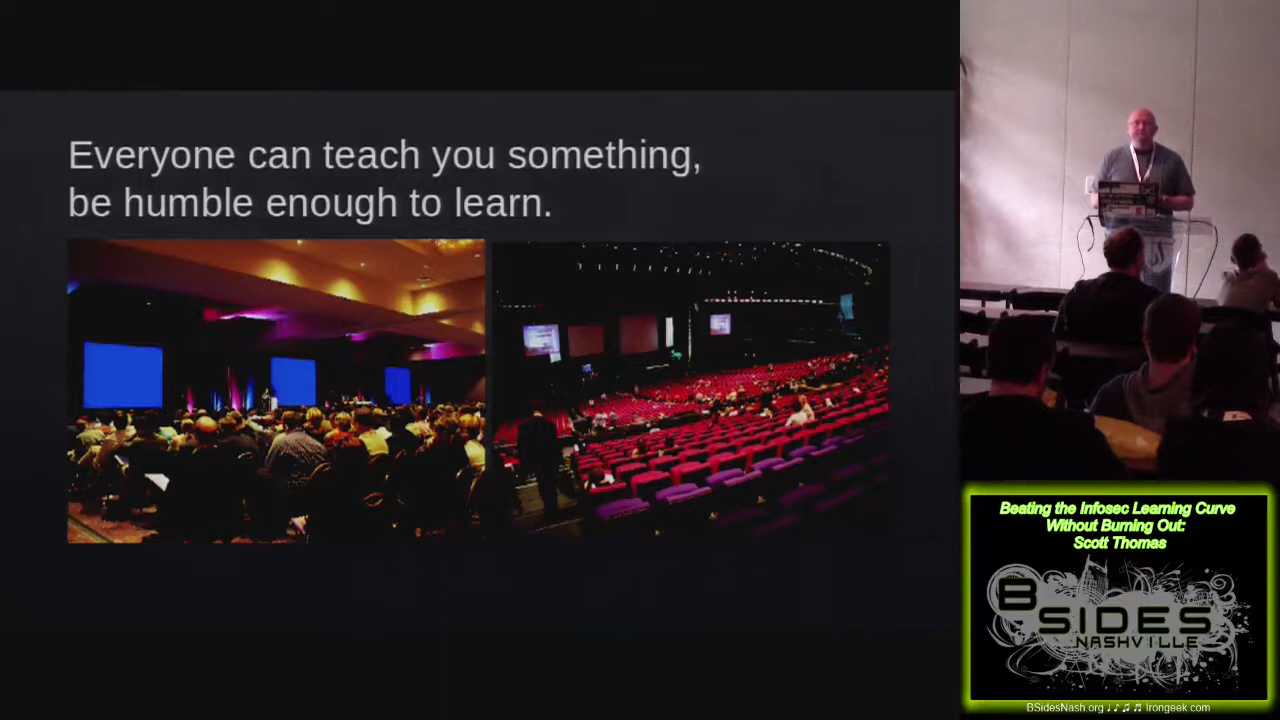 Everyone can teach you something,
be humble enough to learn.
Beating the Infosec Learning Curve
Without Burning Out:
Scott Thomas
BSIDES
NASHVILLE
BSidesNash.org ♩ ♪ ♫ ♬ Irongeek.com